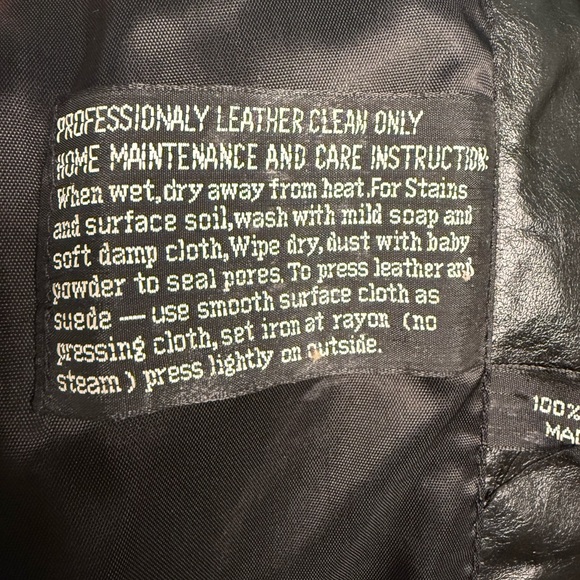 PROFESSIONALY LEATHER CLEAN ONLY
HOME MAINTENANCE AND CARE INSTRUCTION:
When wet,dry away from heat.For Stains
and surface soil,wash with mild soap and
soft damp cloth,Wipe dry,dust with baby
powder to seal pores. To press leather and
suede — use smooth surface cloth as
pressing cloth, set iron at rayon (no
steam ) press lightly on outside.
100%